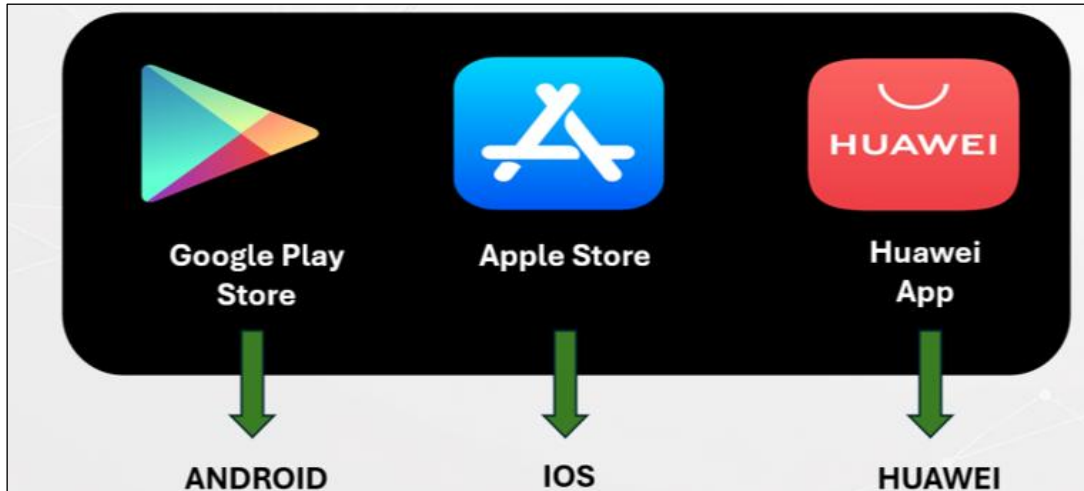 HUAWEI
Google Play
Store
Apple Store
Huawei
App
ANDROID
IOS
HUAWEI